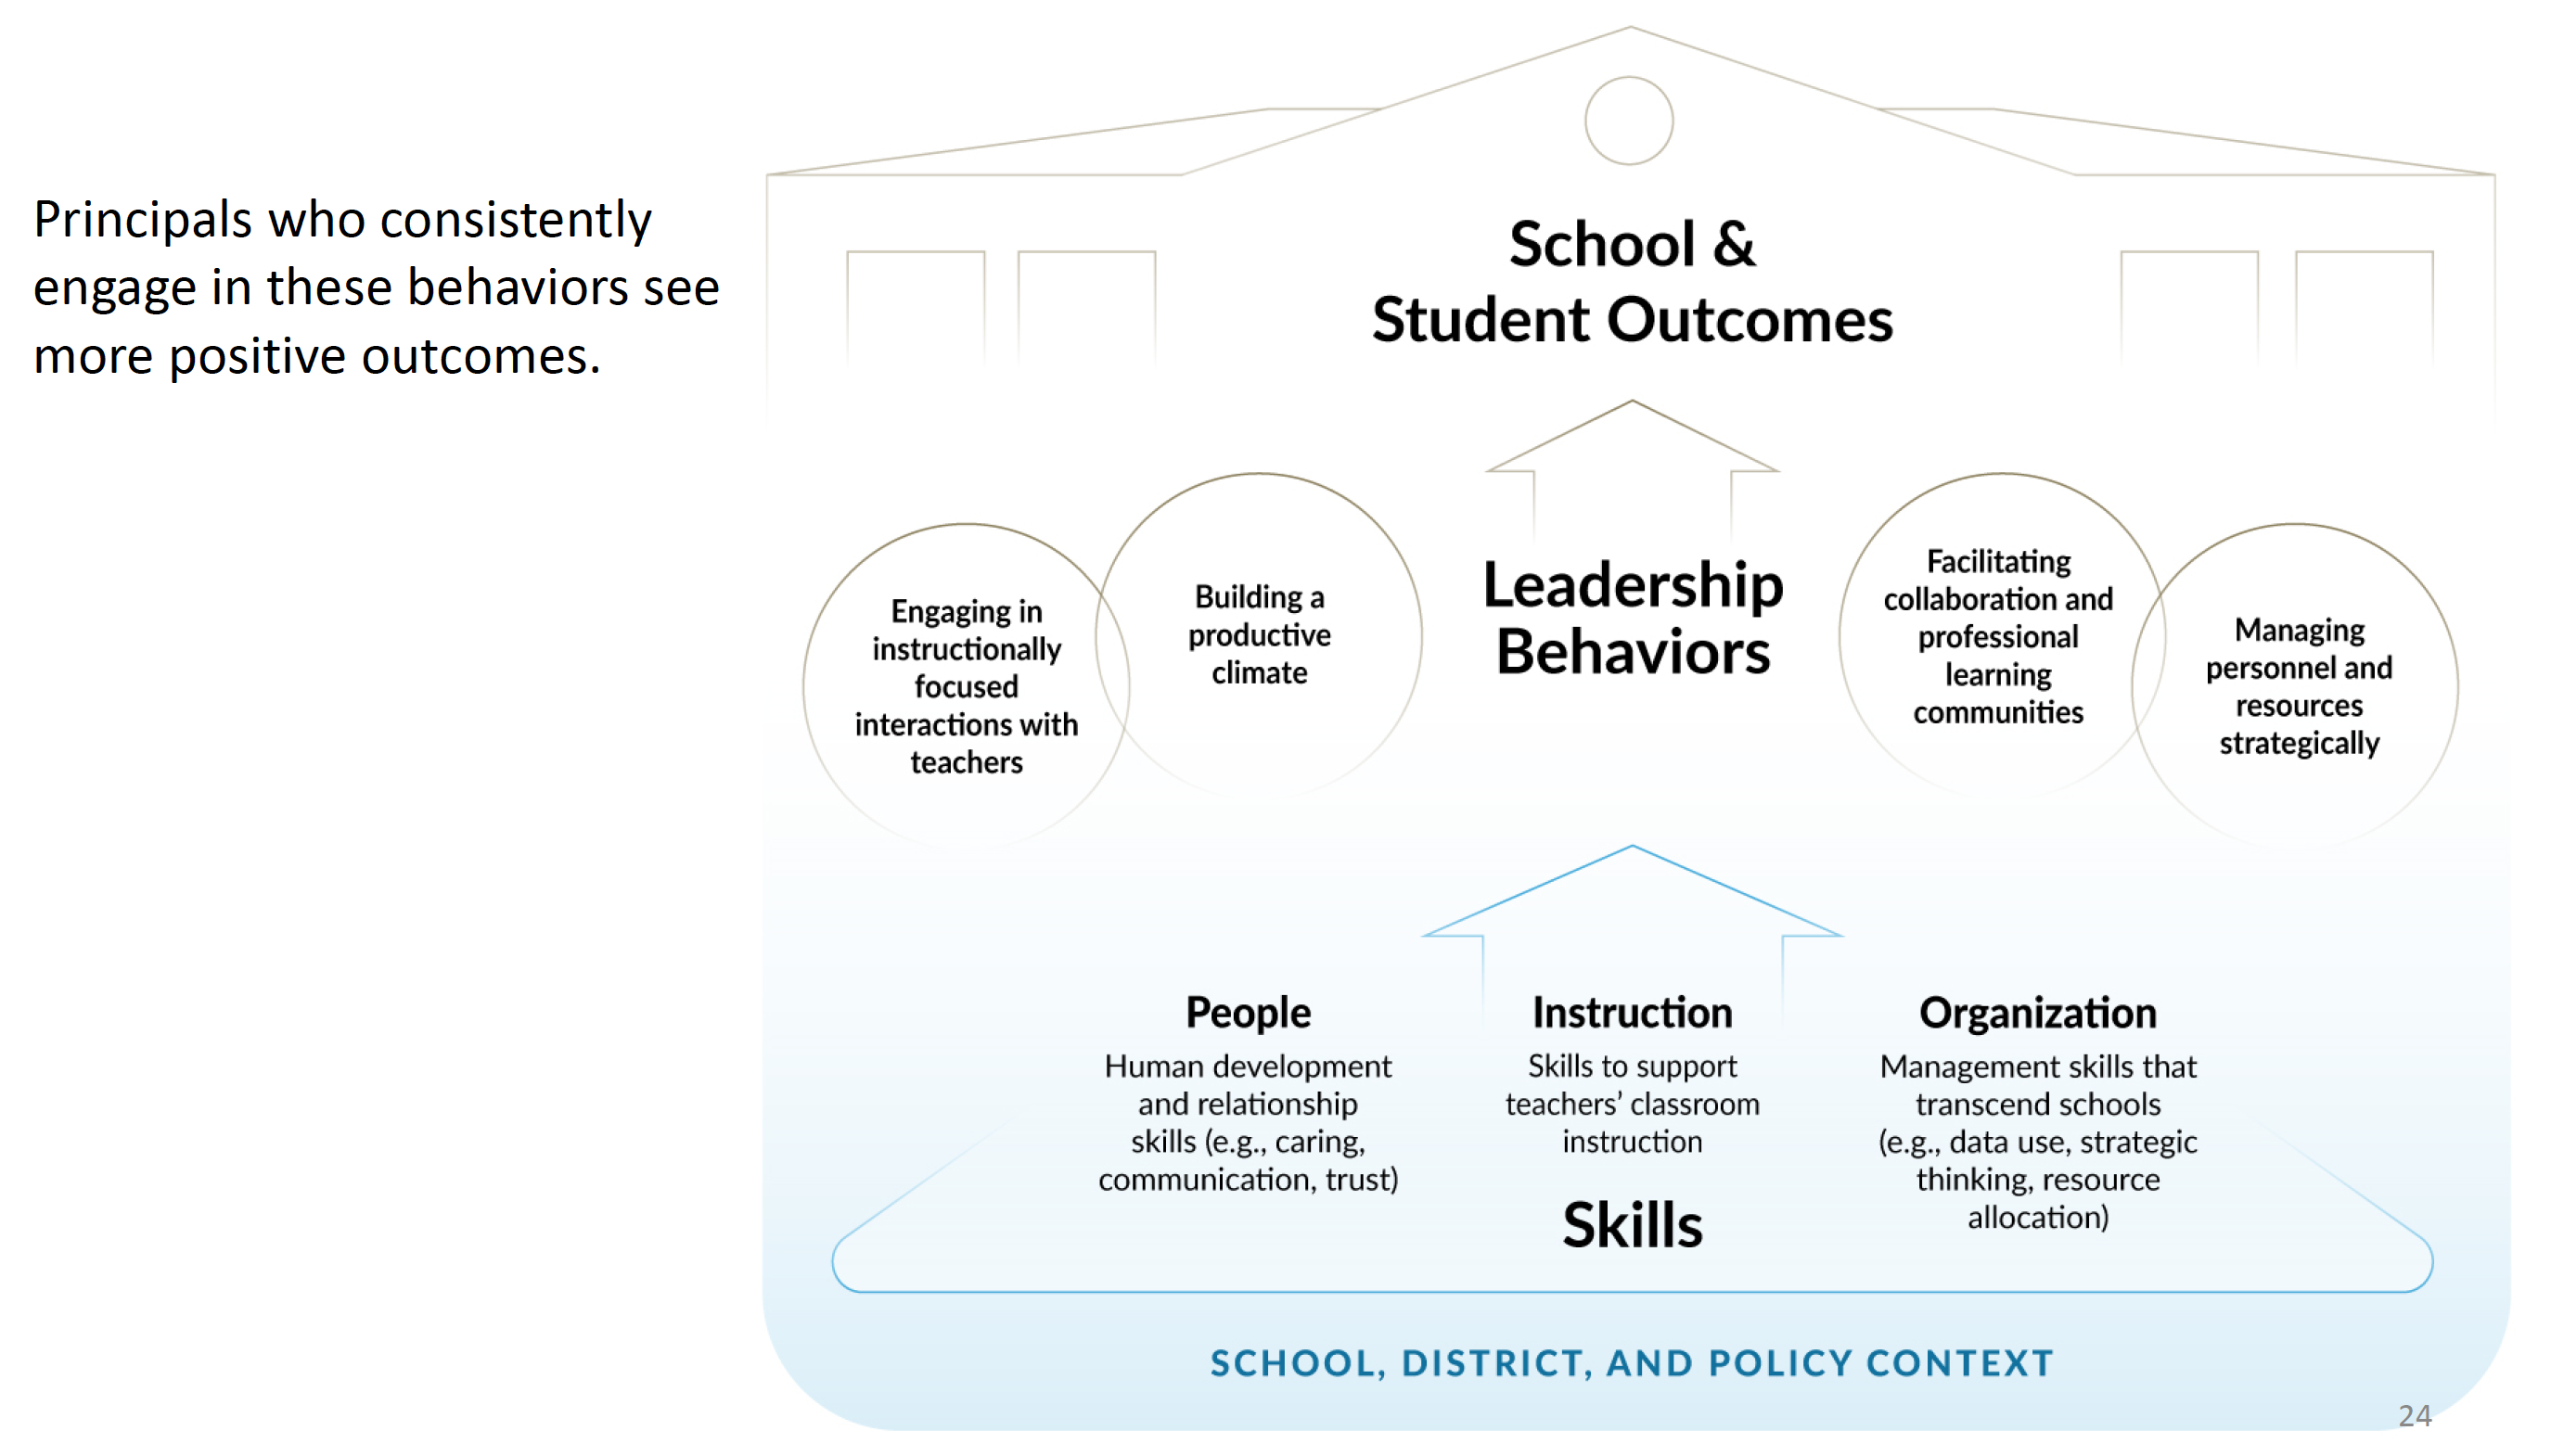 Principals who consistently
engage in these behaviors see
more positive outcomes.
School &
Student Outcomes
Engaging in
instructionally
focused
interactions with
teachers
Building a
productive
climate
Leadership
Behaviors
Facilitating
collaboration and
professional
learning
communities
Managing
personnel and
resources
strategically
People
Human development
and relationship
skills (e.g., caring,
communication, trust)
Instruction
Skills to support
teachers’ classroom
instruction
Organization
Management skills that
transcend schools
(e.g., data use, strategic
thinking, resource
allocation)
Skills
SCHOOL, DISTRICT, AND POLICY CONTEXT
24